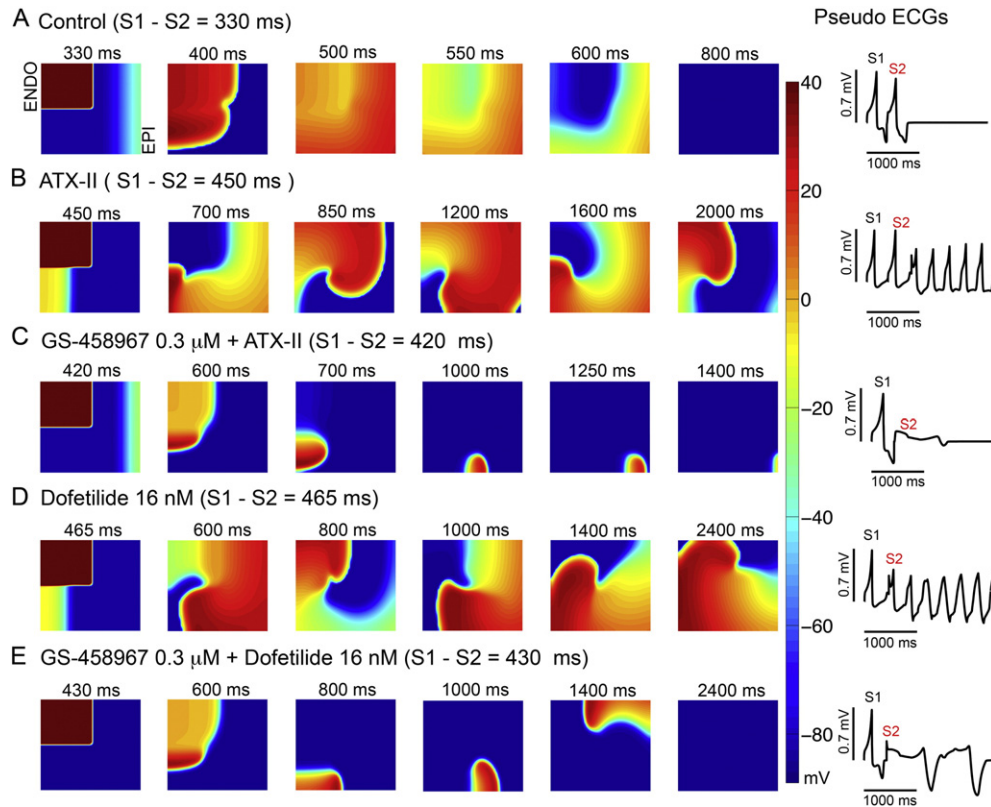 A Control (S1 - S2 = 330 ms)
Pseudo ECGs
330 ms 400 ms 500 ms 550 ms 600 ms 800 ms
ENDO
EPI
40
20
0
−20
−40
−60
−80
mV
S1
S2
0.7 mV
1000 ms
B ATX-II ( S1 - S2 = 450 ms )
450 ms 700 ms 850 ms 1200 ms 1600 ms 2000 ms
S1
S2
0.7 mV
1000 ms
C GS-458967 0.3 μM + ATX-II (S1 - S2 = 420 ms)
420 ms 600 ms 700 ms 1000 ms 1250 ms 1400 ms
S1
S2
0.7 mV
1000 ms
D Dofetilide 16 nM (S1 - S2 = 465 ms)
465 ms 600 ms 800 ms 1000 ms 1400 ms 2400 ms
S1
S2
0.7 mV
1000 ms
E GS-458967 0.3 μM + Dofetilide 16 nM (S1 - S2 = 430 ms)
430 ms 600 ms 800 ms 1000 ms 1400 ms 2400 ms
S1
S2
0.7 mV
1000 ms